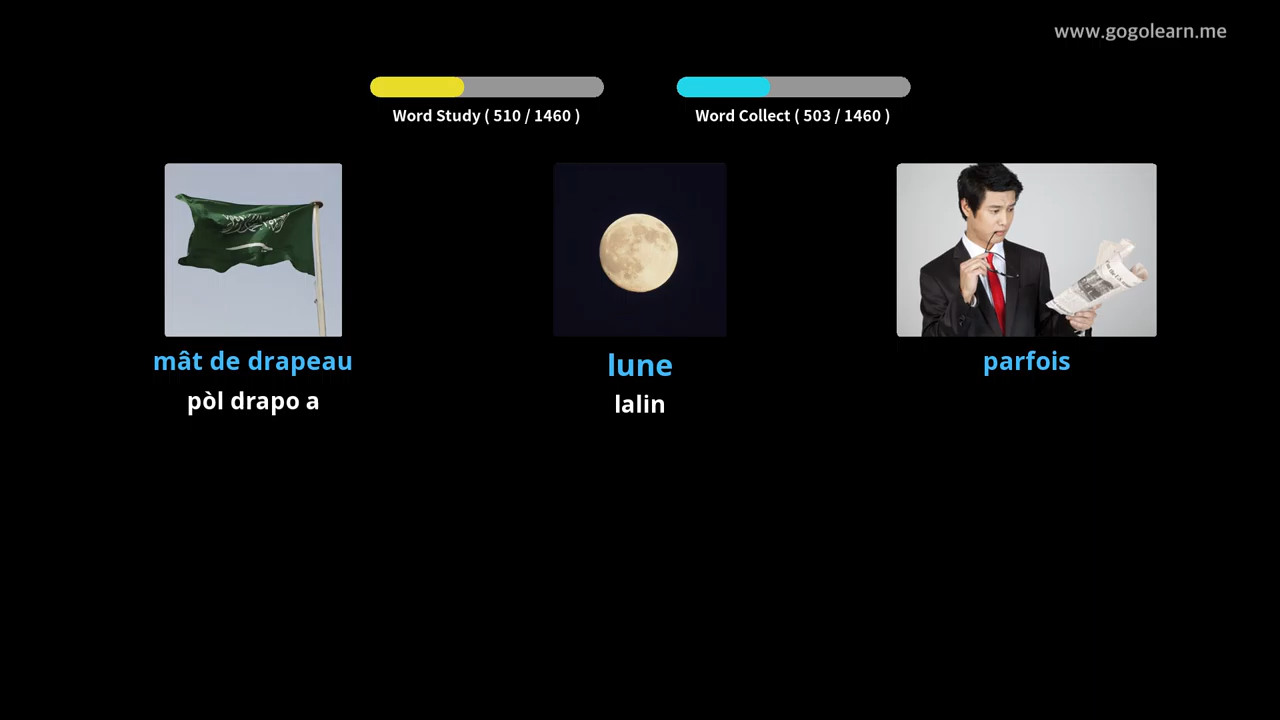 www.gogolearn.me
Word Study ( 510 / 1460 )
Word Collect ( 503 / 1460 )
mât de drapeau
lune
parfois
pòl drapo a
lalin